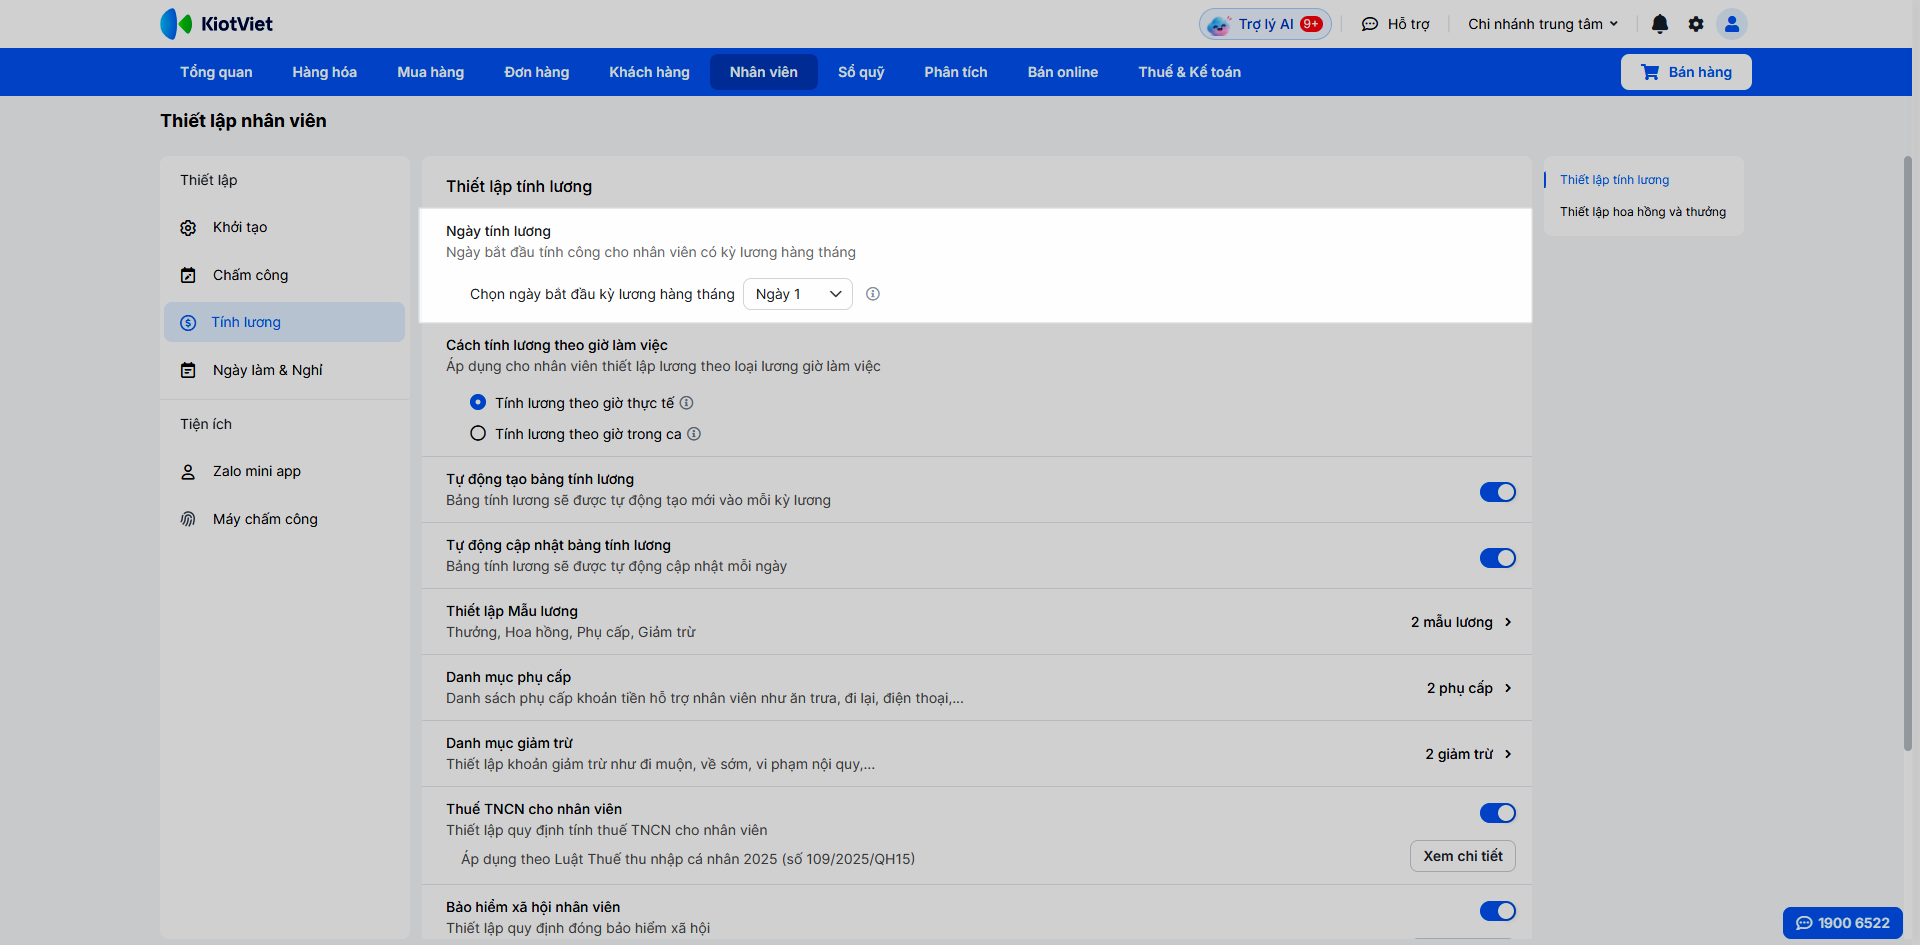 KiotViet
Trợ lý AI 9+
Hỗ trợ
Chi nhánh trung tâm
Tổng quan
Hàng hóa
Mua hàng
Đơn hàng
Khách hàng
Nhân viên
Sổ quỹ
Phân tích
Bán online
Thuế & Kế toán
Bán hàng
Thiết lập nhân viên
Thiết lập
Khởi tạo
Chấm công
Tính lương
Ngày làm & Nghỉ
Tiện ích
Zalo mini app
Máy chấm công
Thiết lập tính lương
Ngày tính lương
Ngày bắt đầu tính công cho nhân viên có kỳ lương hàng tháng
Chọn ngày bắt đầu kỳ lương hàng tháng Ngày 1
Cách tính lương theo giờ làm việc
Áp dụng cho nhân viên thiết lập lương theo loại lương giờ làm việc
Tính lương theo giờ thực tế
Tính lương theo giờ trong ca
Tự động tạo bảng tính lương
Bảng tính lương sẽ được tự động tạo mới vào mỗi kỳ lương
Tự động cập nhật bảng tính lương
Bảng tính lương sẽ được tự động cập nhật mỗi ngày
Thiết lập Mẫu lương
Thưởng, Hoa hồng, Phụ cấp, Giảm trừ
2 mẫu lương
Danh mục phụ cấp
Danh sách phụ cấp khoản tiền hỗ trợ nhân viên như ăn trưa, đi lại, điện thoại,...
2 phụ cấp
Danh mục giảm trừ
Thiết lập khoản giảm trừ như đi muộn, về sớm, vi phạm nội quy,...
2 giảm trừ
Thuế TNCN cho nhân viên
Thiết lập quy định tính thuế TNCN cho nhân viên
Áp dụng theo Luật Thuế thu nhập cá nhân 2025 (số 109/2025/QH15)
Xem chi tiết
Bảo hiểm xã hội nhân viên
Thiết lập quy định đóng bảo hiểm xã hội
Thiết lập tính lương
Thiết lập hoa hồng và thưởng
1900 6522